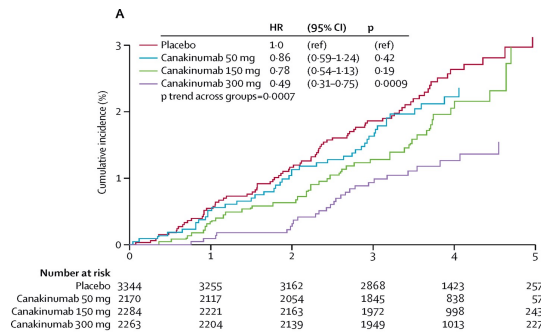 A
HR (95% CI) p
Placebo 1·0 (ref) (ref)
Canakinumab 50 mg 0·86 (0·59–1·24) 0·42
Canakinumab 150 mg 0·78 (0·54–1·13) 0·19
Canakinumab 300 mg 0·49 (0·31–0·75) 0·0009
p trend across groups=0·0007
Cumulative incidence (%)
3
2
1
0
0 1 2 3 4 5
Number at risk
Placebo 3344 3255 3162 2868 1423 257
Canakinumab 50 mg 2170 2117 2054 1845 838 57
Canakinumab 150 mg 2284 2221 2163 1972 998 243
Canakinumab 300 mg 2263 2204 2139 1949 1013 227